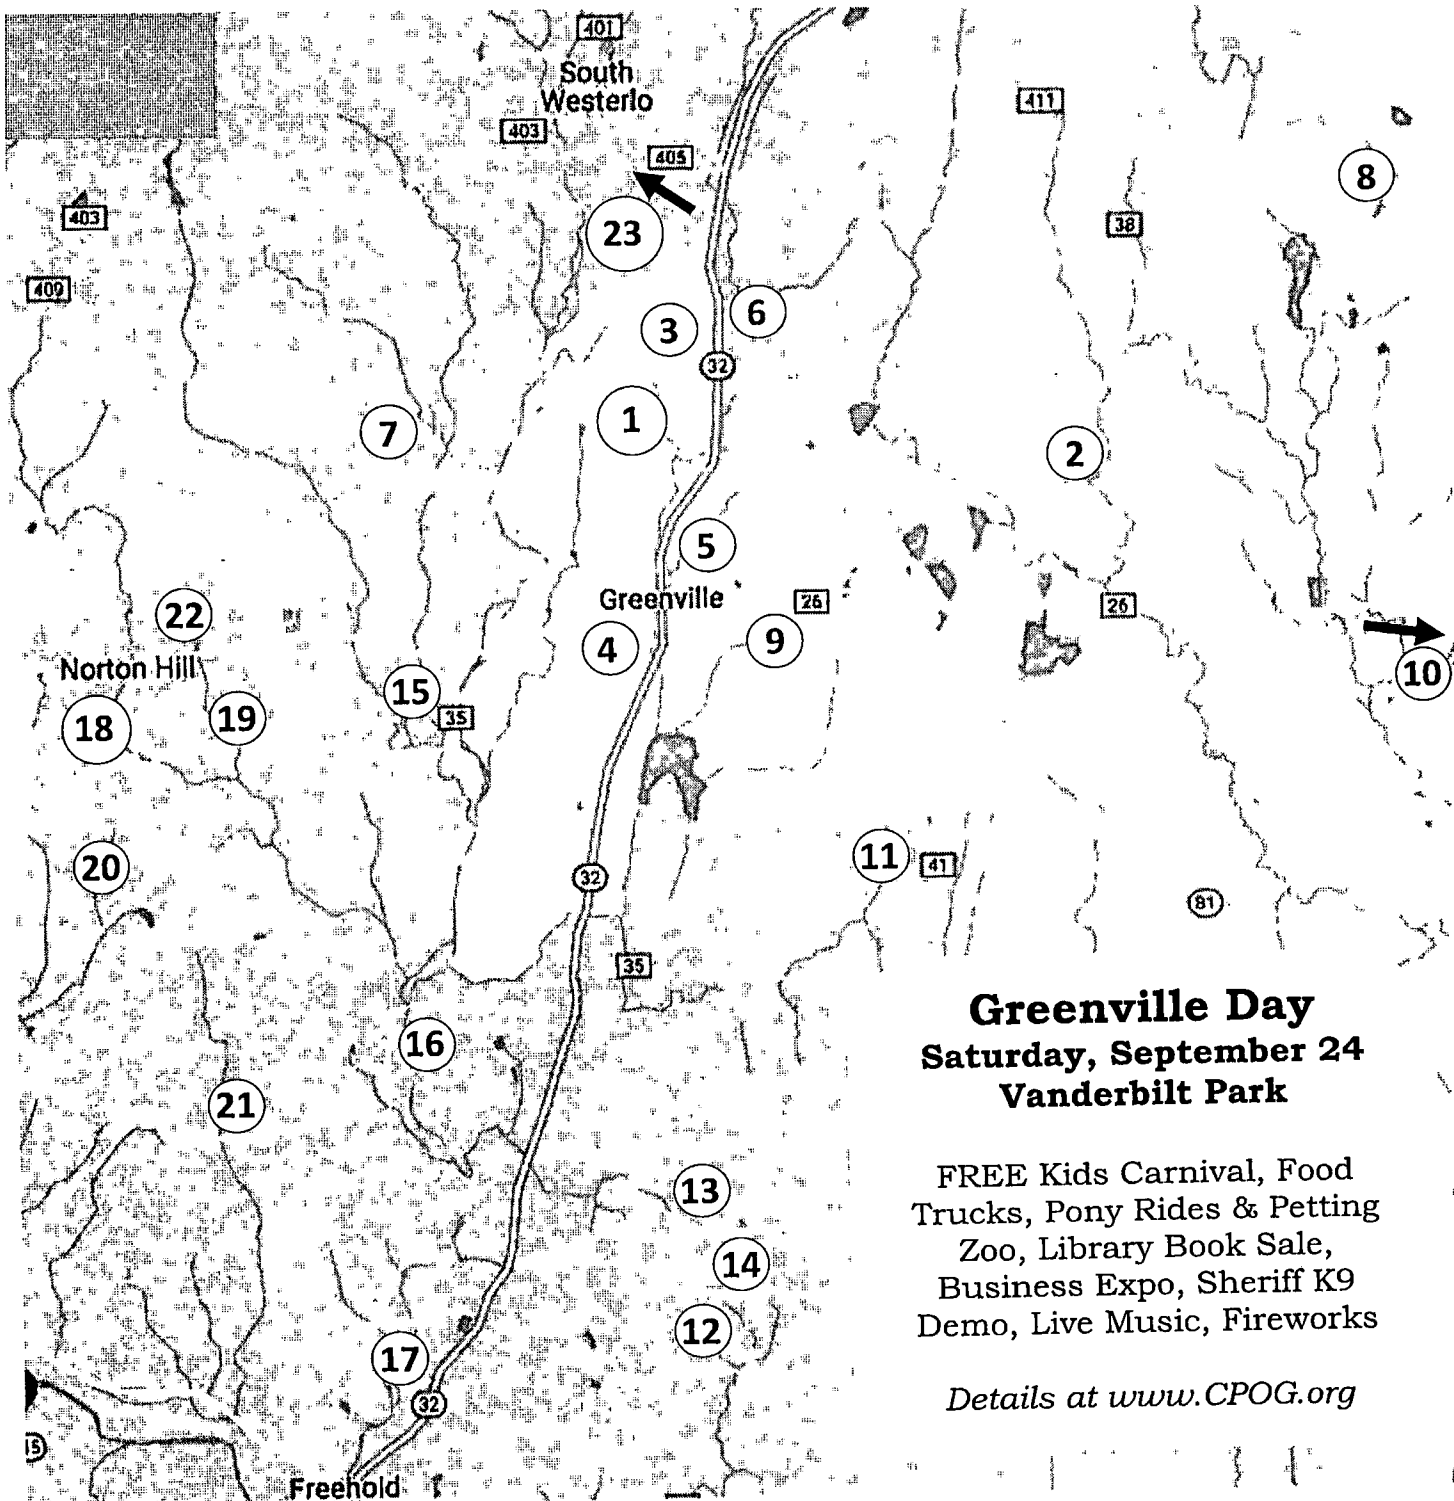 401
South
Westerlo
411
403
405
8
403
38
23
409
6
3
32
1
7
2
5
Greenville
26
26
22
9
4
Norton Hill
10
15
35
18
19
11
41
20
32
81
35
Greenville Day
Saturday, September 24
Vanderbilt Park
16
21
FREE Kids Carnival, Food
Trucks, Pony Rides & Petting
Zoo, Library Book Sale,
Business Expo, Sheriff K9
Demo, Live Music, Fireworks
13
14
12
17
Details at www.CPOG.org
32
Freehold